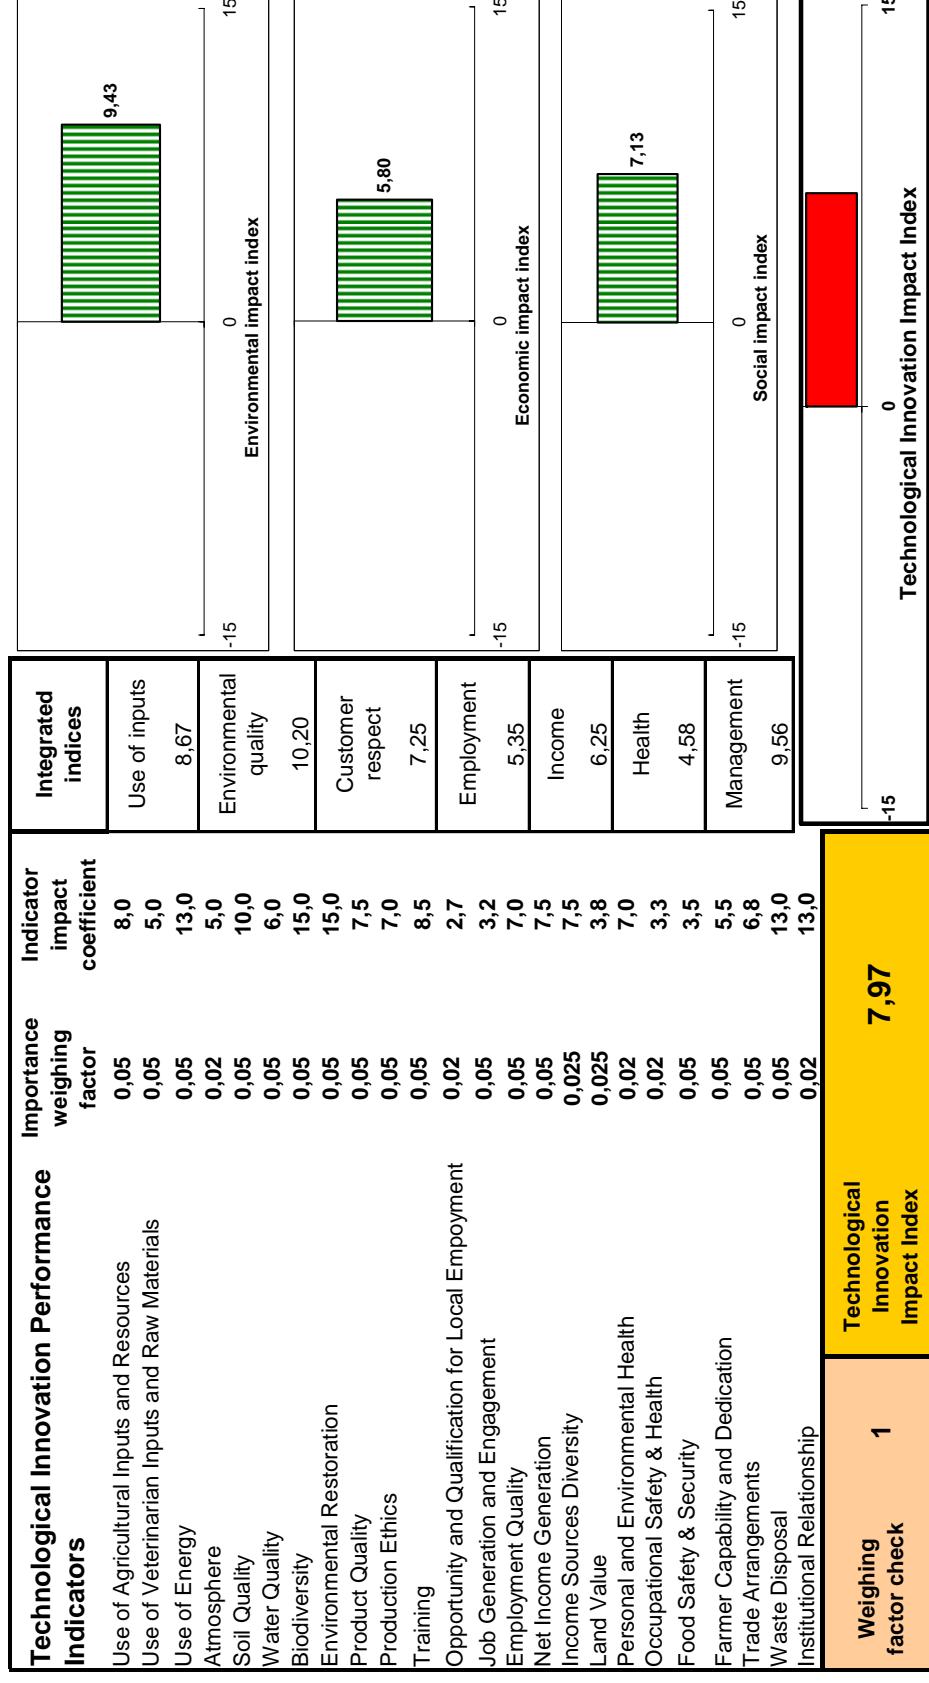 Technological Innovation Performance
Indicators
Importance
weighing
factor
Indicator
impact
coefficient
Integrated
indices
Use of Agricultural Inputs and Resources 0,05 8,0
Use of Veterinarian Inputs and Raw Materials 0,05 5,0
Use of Energy 0,05 13,0
Atmosphere 0,02 5,0
Soil Quality 0,05 10,0
Water Quality 0,05 6,0
Biodiversity 0,05 15,0
Environmental Restoration 0,05 15,0
Product Quality 0,05 7,5
Production Ethics 0,05 7,0
Training 0,05 8,5
Opportunity and Qualification for Local Empoyment 0,02 2,7
Job Generation and Engagement 0,05 3,2
Employment Quality 0,05 7,0
Net Income Generation 0,05 7,5
Income Sources Diversity 0,025 7,5
Land Value 0,025 3,8
Personal and Environmental Health 0,02 7,0
Occupational Safety & Health 0,02 3,3
Food Safety & Security 0,05 3,5
Farmer Capability and Dedication 0,05 5,5
Trade Arrangements 0,05 6,8
Waste Disposal 0,05 13,0
Institutional Relationship 0,02 13,0
Use of inputs
8,67
Environmental
quality
10,20
Customer
respect
7,25
Employment
5,35
Income
6,25
Health
4,58
Management
9,56
9,43
-15 0 15
Environmental impact index
5,80
-15 0 15
Economic impact index
7,13
-15 0 15
Social impact index
Weighing
factor check
1
Technological
Innovation
Impact Index
7,97
-15 0 15
Technological Innovation Impact Index